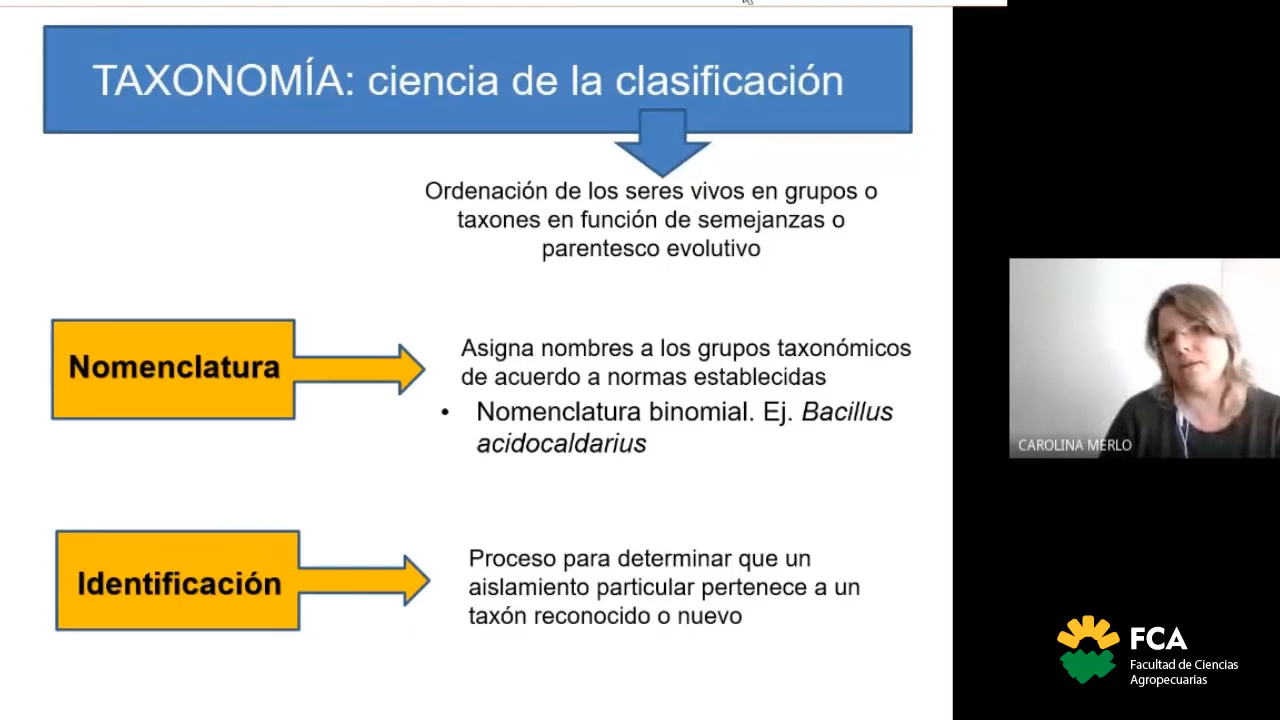 TAXONOMÍA: ciencia de la clasificación
Ordenación de los seres vivos en grupos o
taxones en función de semejanzas o
parentesco evolutivo
Nomenclatura
Asigna nombres a los grupos taxonómicos
de acuerdo a normas establecidas
• Nomenclatura binomial. Ej. Bacillus
acidocaldarius
Identificación
Proceso para determinar que un
aislamiento particular pertenece a un
taxón reconocido o nuevo
CAROLINA MERLO
FCA
Facultad de Ciencias
Agropecuarias